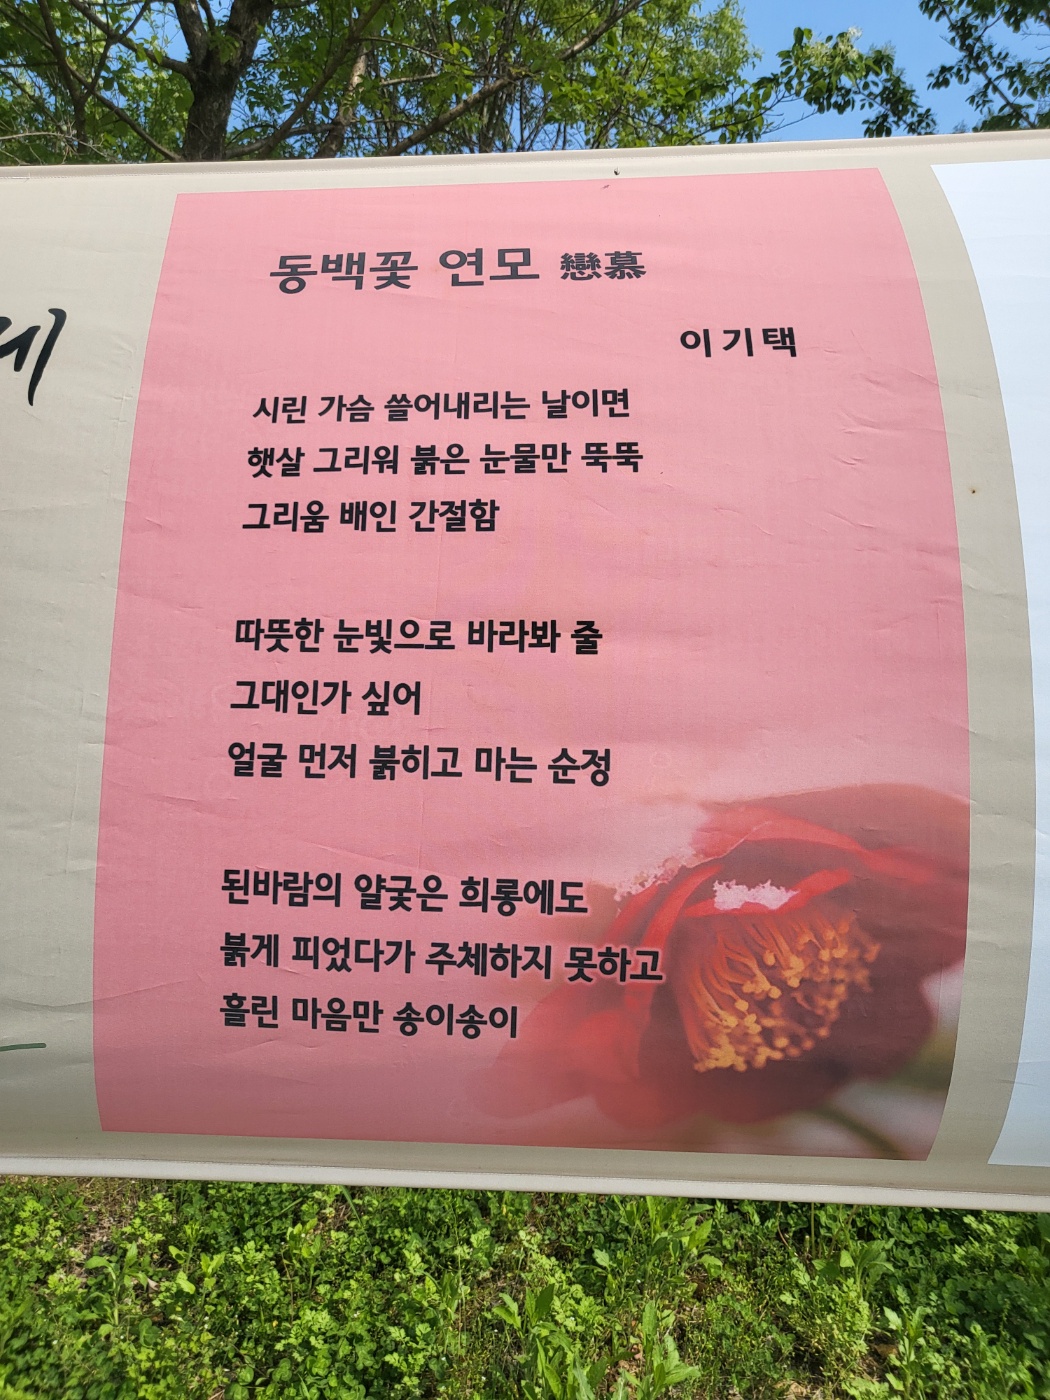 동백꽃 연모 戀慕
이기택
시린 가슴 쓸어내리는 날이면
햇살 그리워 붉은 눈물만 뚝뚝
그리움 배인 간절함
따뜻한 눈빛으로 바라봐 줄
그대인가 싶어
얼굴 먼저 붉히고 마는 순정
된바람의 얄궂은 희롱에도
붉게 피었다가 주체하지 못하고
흘린 마음만 송이송이